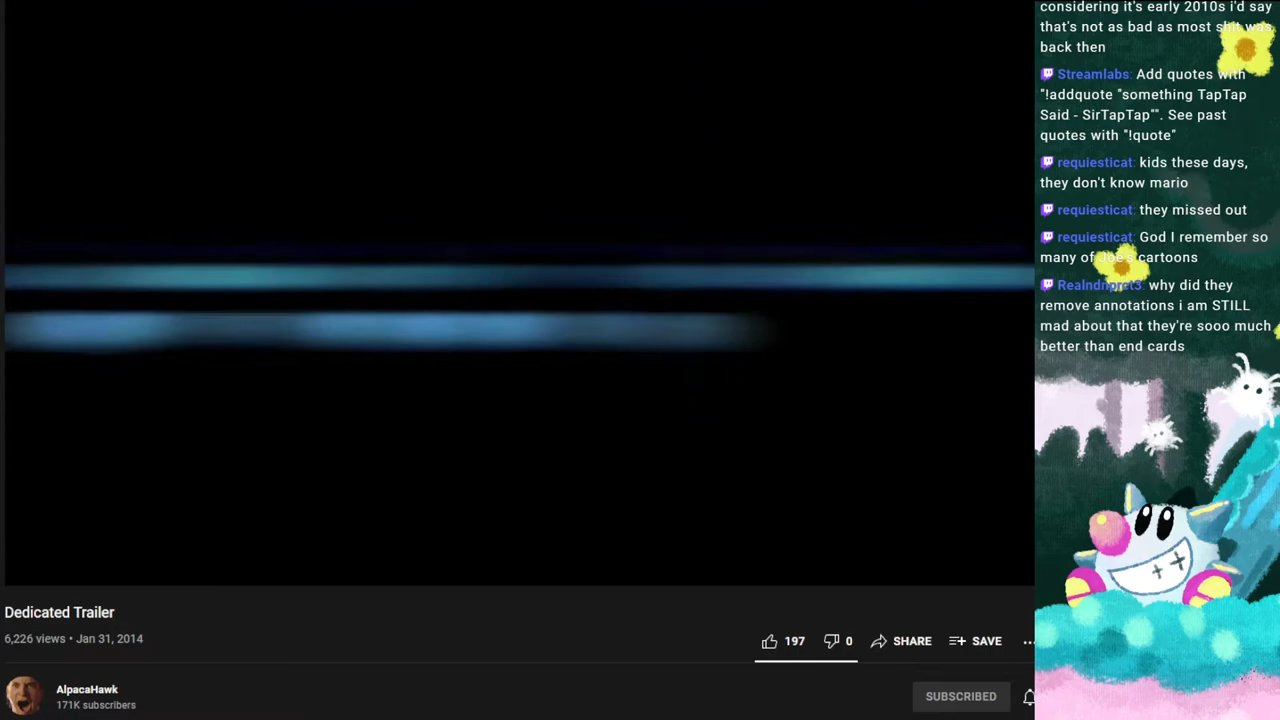 considering it's early 2010s i'd say
that's not as bad as most shit was
back then
Streamlabs: Add quotes with
"!addquote "something TapTap
Said - SirTapTap"". See past
quotes with "!quote"
requiesticat: kids these days,
they don't know mario
requiesticat: they missed out
requiesticat: God I remember so
many of Joe's cartoons
Realndnprct3: why did they
remove annotations i am STILL
mad about that they're sooo much
better than end cards
Dedicated Trailer
6,226 views • Jan 31, 2014
197
0
SHARE
SAVE
AlpacaHawk
171K subscribers
SUBSCRIBED